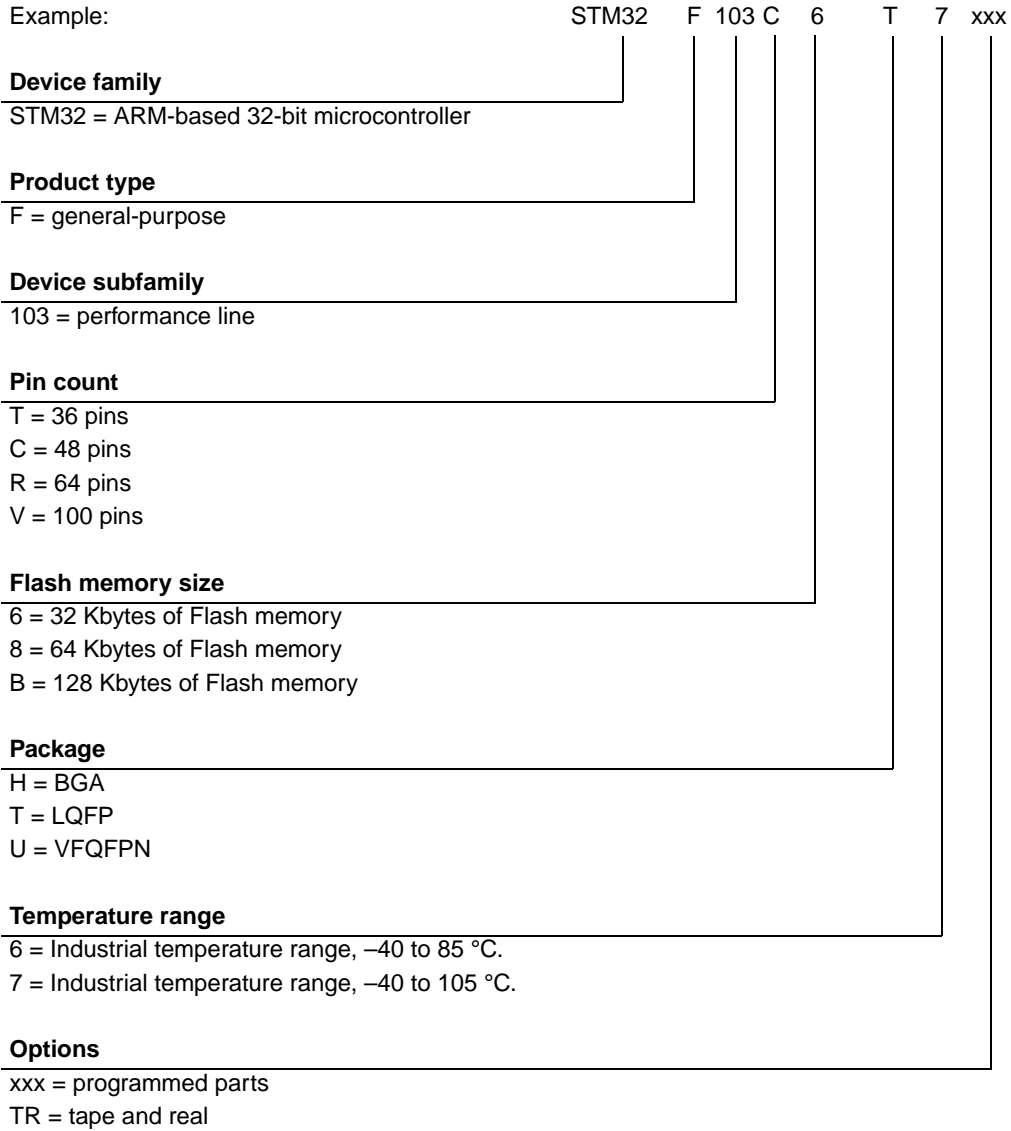 Example: STM32 F 103 C 6 T 7 xxx
Device family
STM32 = ARM-based 32-bit microcontroller
Product type
F = general-purpose
Device subfamily
103 = performance line
Pin count
T = 36 pins
C = 48 pins
R = 64 pins
V = 100 pins
Flash memory size
6 = 32 Kbytes of Flash memory
8 = 64 Kbytes of Flash memory
B = 128 Kbytes of Flash memory
Package
H = BGA
T = LQFP
U = VFQFPN
Temperature range
6 = Industrial temperature range, –40 to 85 °C.
7 = Industrial temperature range, –40 to 105 °C.
Options
xxx = programmed parts
TR = tape and real